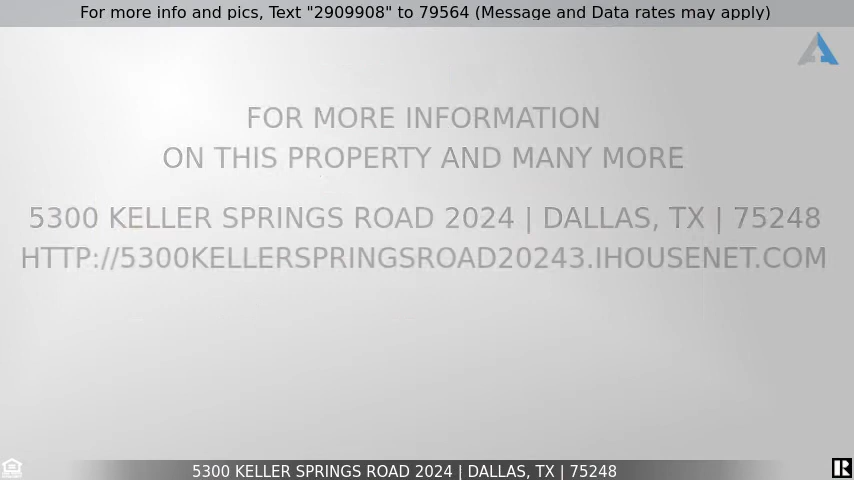 For more info and pics, Text "2909908" to 79564 (Message and Data rates may apply)
FOR MORE INFORMATION
ON THIS PROPERTY AND MANY MORE
5300 KELLER SPRINGS ROAD 2024 | DALLAS, TX | 75248
HTTP://5300KELLERSPRINGSROAD20243.IHOUSENET.COM
5300 KELLER SPRINGS ROAD 2024 | DALLAS, TX | 75248